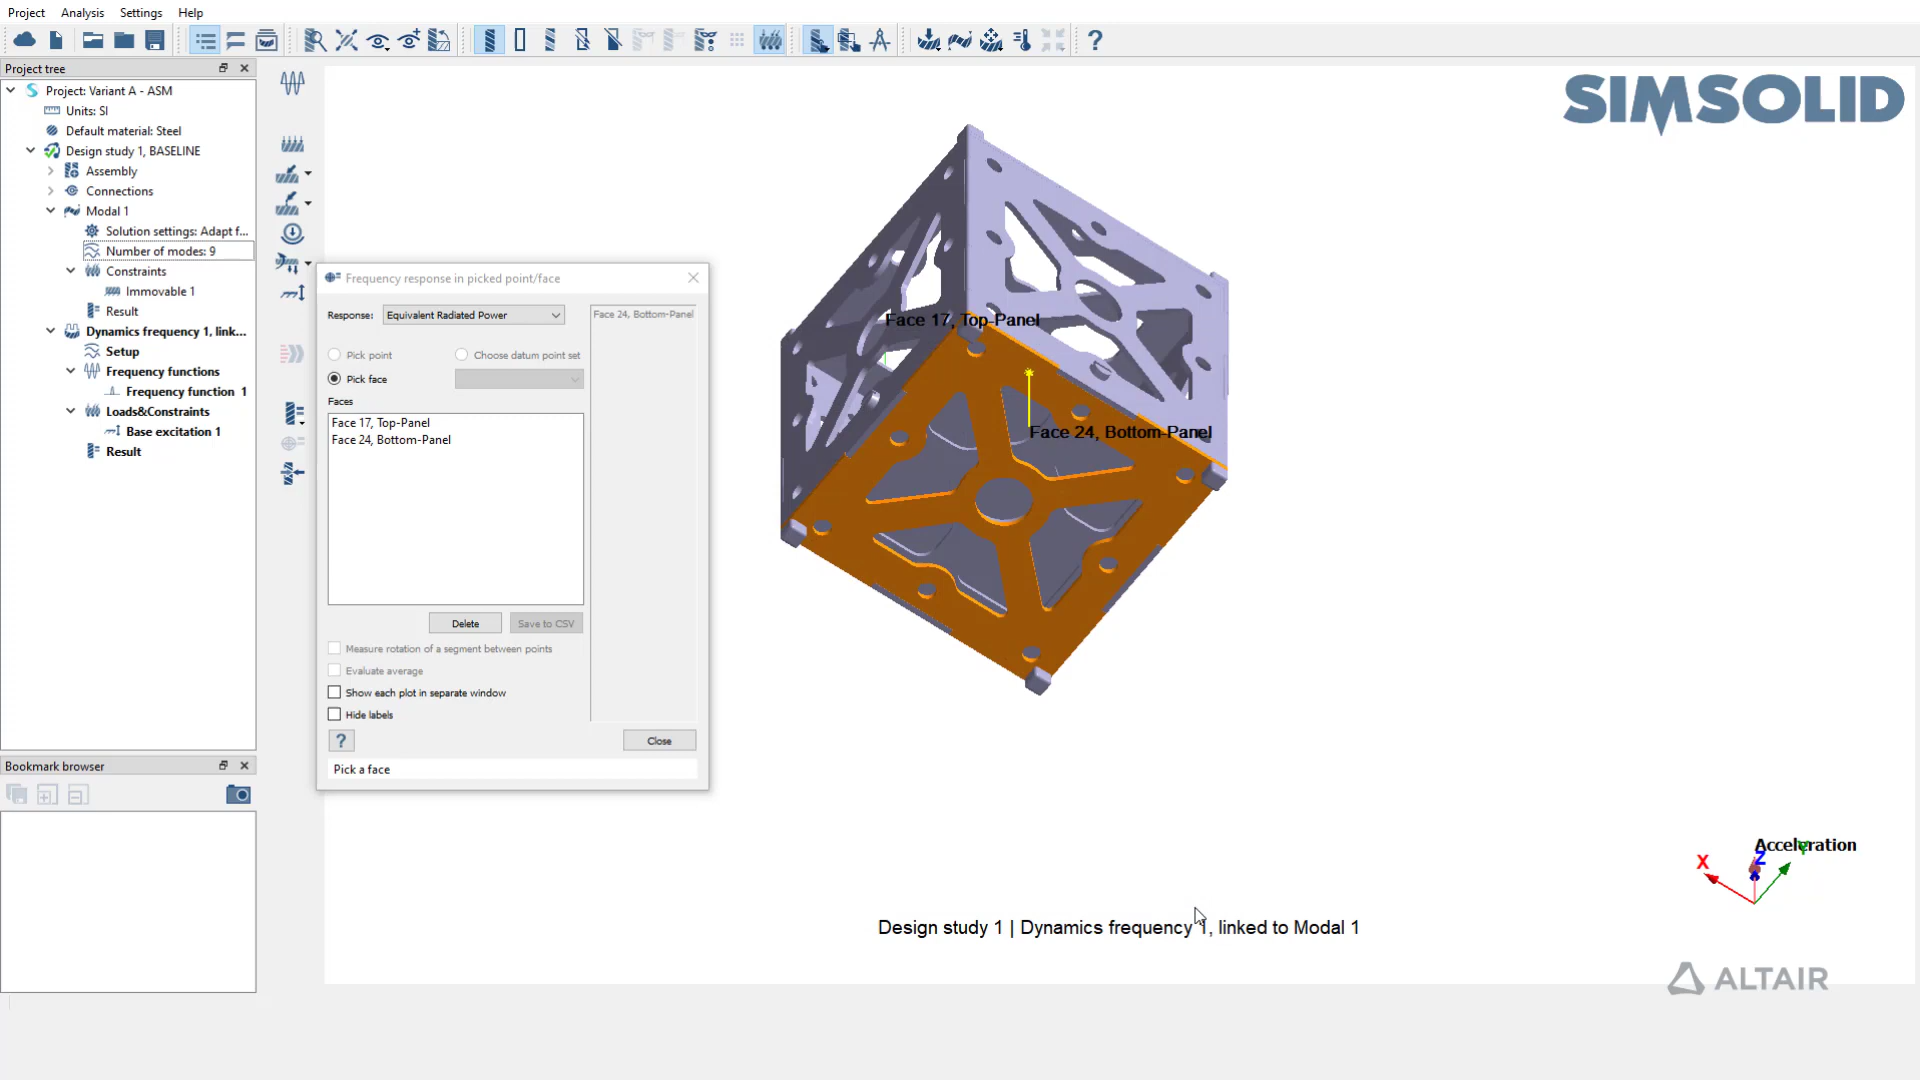 Project Analysis Settings Help
Project tree
Project: Variant A - ASM
Units: SI
Default material: Steel
Design study 1, BASELINE
Assembly
Connections
Modal 1
Solution settings: Adapt f...
Number of modes: 9
Constraints
Immovable 1
Result
Dynamics frequency 1, link...
Setup
Frequency functions
Frequency function 1
Loads&Constraints
Base excitation 1
Result
Bookmark browser
Frequency response in picked point/face
Response: Equivalent Radiated Power
Face 24, Bottom-Panel
Pick point Choose datum point set
Pick face
Faces
Face 17, Top-Panel
Face 24, Bottom-Panel
Delete Save to CSV
Measure rotation of a segment between points
Evaluate average
Show each plot in separate window
Hide labels
? Close
Pick a face
SIMSOLID
Face 17, Top-Panel
Face 24, Bottom-Panel
Acceleration
X Z Y
Design study 1 | Dynamics frequency 1, linked to Modal 1
ALTAIR